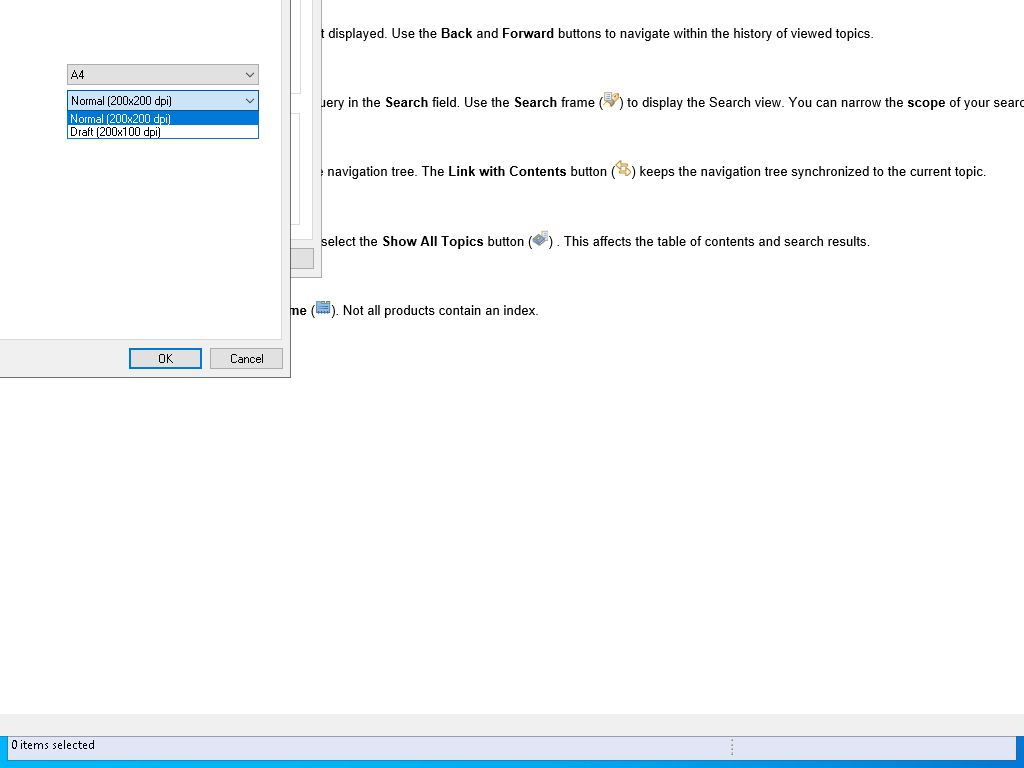 t displayed. Use the Back and Forward buttons to navigate within the history of viewed topics.
A4
Normal (200x200 dpi)
Normal (200x200 dpi)
Draft (200x100 dpi)
uery in the Search field. Use the Search frame ( ) to display the Search view. You can narrow the scope of your searc
e navigation tree. The Link with Contents button ( ) keeps the navigation tree synchronized to the current topic.
select the Show All Topics button ( ) . This affects the table of contents and search results.
me ( ). Not all products contain an index.
OK
Cancel
0 items selected